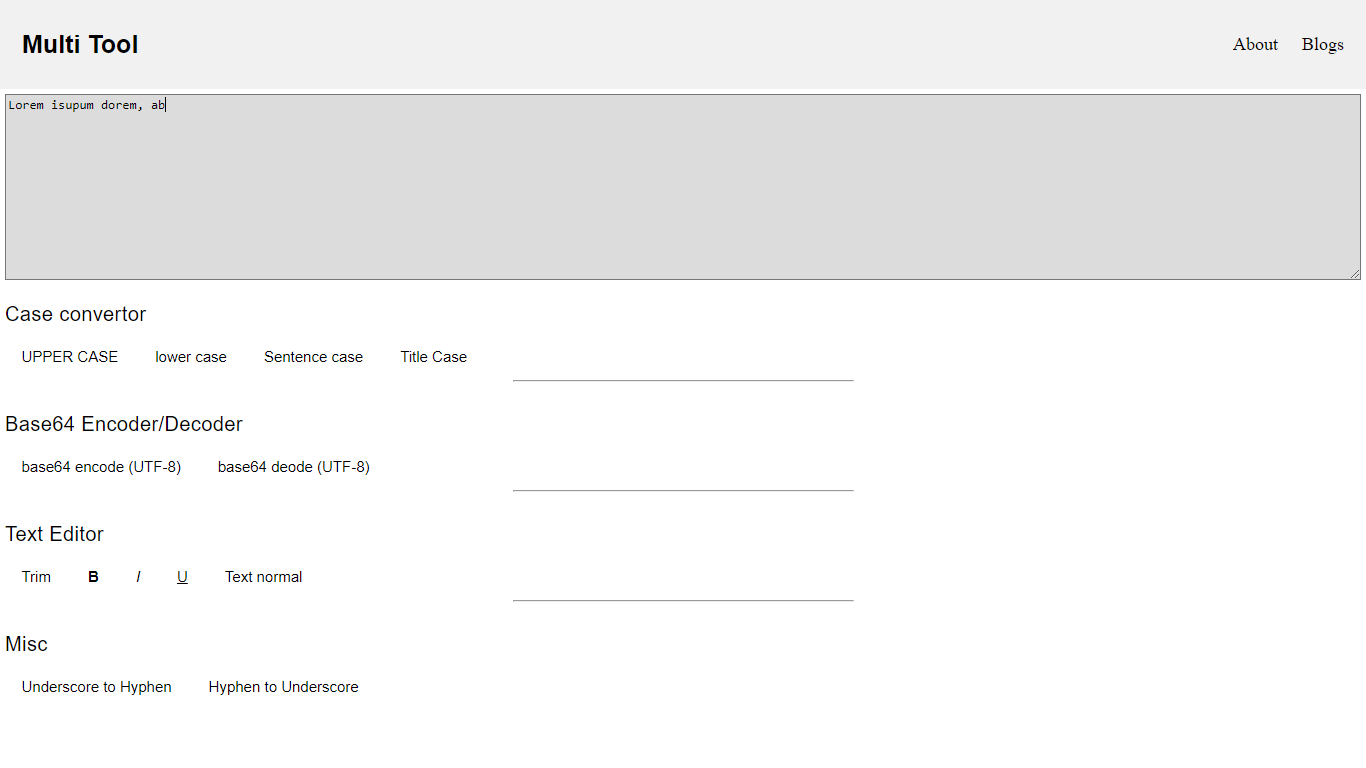 Multi Tool About Blogs
Lorem isupum dorem, ab
Case convertor
UPPER CASE lower case Sentence case Title Case
Base64 Encoder/Decoder
base64 encode (UTF-8) base64 deode (UTF-8)
Text Editor
Trim B I U Text normal
Misc
Underscore to Hyphen Hyphen to Underscore